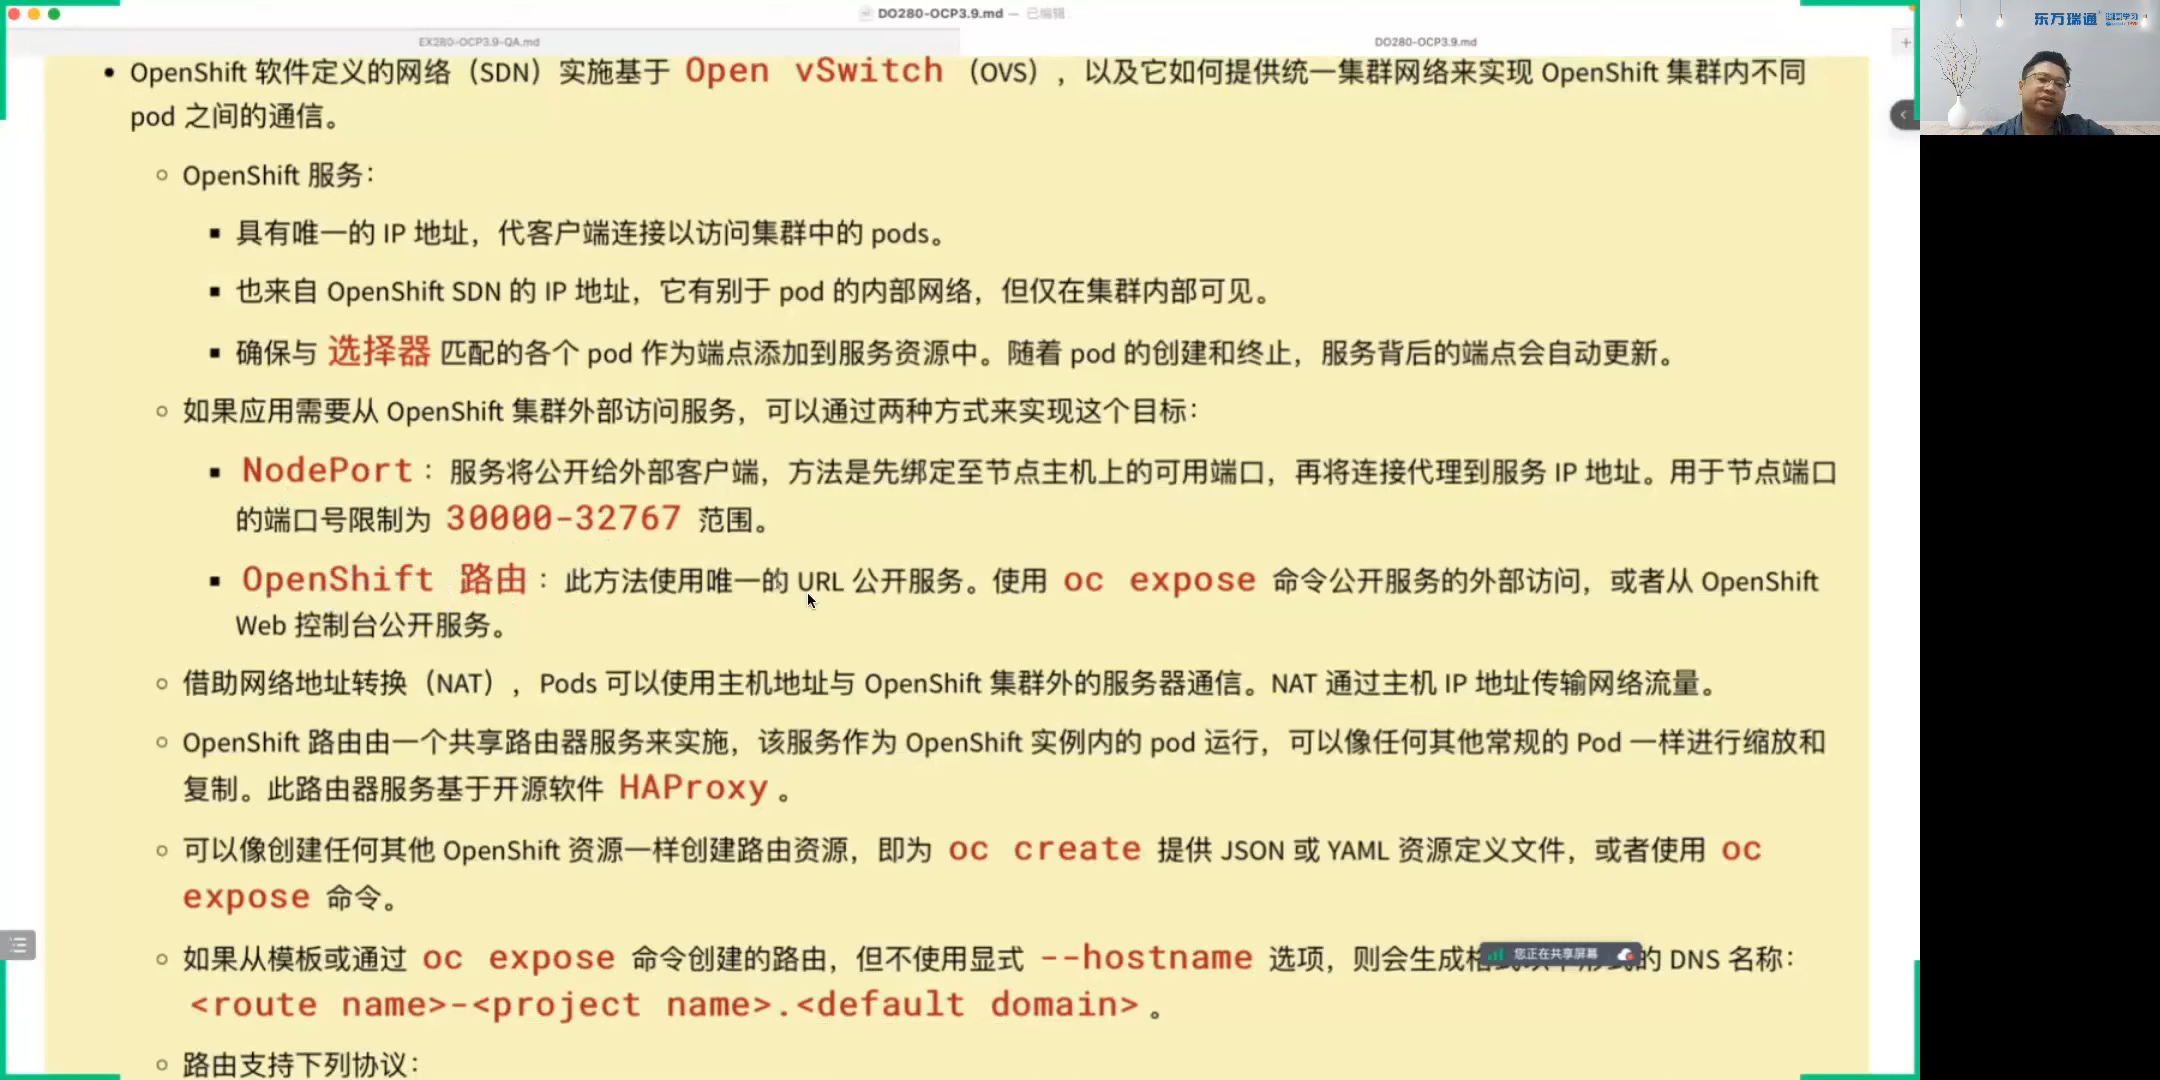 DO280-OCP3.9.md — 已编辑
EX280-OCP3.9-QA.md
DO280-OCP3.9.md
OpenShift 软件定义的网络（SDN）实施基于 Open vSwitch （OVS），以及它如何提供统一集群网络来实现 OpenShift 集群内不同
pod 之间的通信。
OpenShift 服务：
具有唯一的 IP 地址，代客户端连接以访问集群中的 pods。
也来自 OpenShift SDN 的 IP 地址，它有别于 pod 的内部网络，但仅在集群内部可见。
确保与 选择器 匹配的各个 pod 作为端点添加到服务资源中。随着 pod 的创建和终止，服务背后的端点会自动更新。
如果应用需要从 OpenShift 集群外部访问服务，可以通过两种方式来实现这个目标：
NodePort ：服务将公开给外部客户端，方法是先绑定至节点主机上的可用端口，再将连接代理到服务 IP 地址。用于节点端口
的端口号限制为 30000-32767 范围。
OpenShift 路由 ：此方法使用唯一的 URL 公开服务。使用 oc expose 命令公开服务的外部访问，或者从 OpenShift
Web 控制台公开服务。
借助网络地址转换（NAT），Pods 可以使用主机地址与 OpenShift 集群外的服务器通信。NAT 通过主机 IP 地址传输网络流量。
OpenShift 路由由一个共享路由器服务来实施，该服务作为 OpenShift 实例内的 pod 运行，可以像任何其他常规的 Pod 一样进行缩放和
复制。此路由器服务基于开源软件 HAProxy 。
可以像创建任何其他 OpenShift 资源一样创建路由资源，即为 oc create 提供 JSON 或 YAML 资源定义文件，或者使用 oc
expose 命令。
如果从模板或通过 oc expose 命令创建的路由，但不使用显式 --hostname 选项，则会生成 的 DNS 名称：
您正在共享屏幕
<route name>-<project name>.<default domain> 。
路由支持下列协议：
东方瑞通